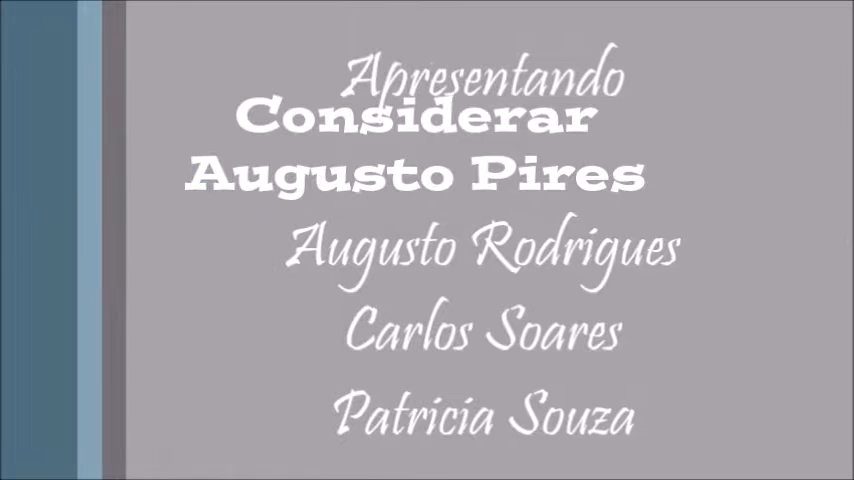 Apresentando
Considerar
Augusto Pires
Augusto Rodrigues
Carlos Soares
Patricia Souza